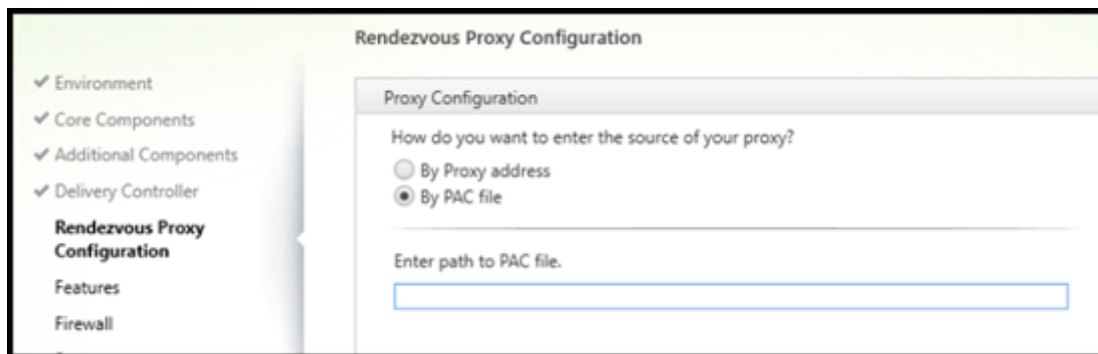 Rendezvous Proxy Configuration
Environment
Core Components
Additional Components
Delivery Controller
Rendezvous Proxy
Configuration
Features
Firewall
Proxy Configuration
How do you want to enter the source of your proxy?
By Proxy address
By PAC file
Enter path to PAC file.